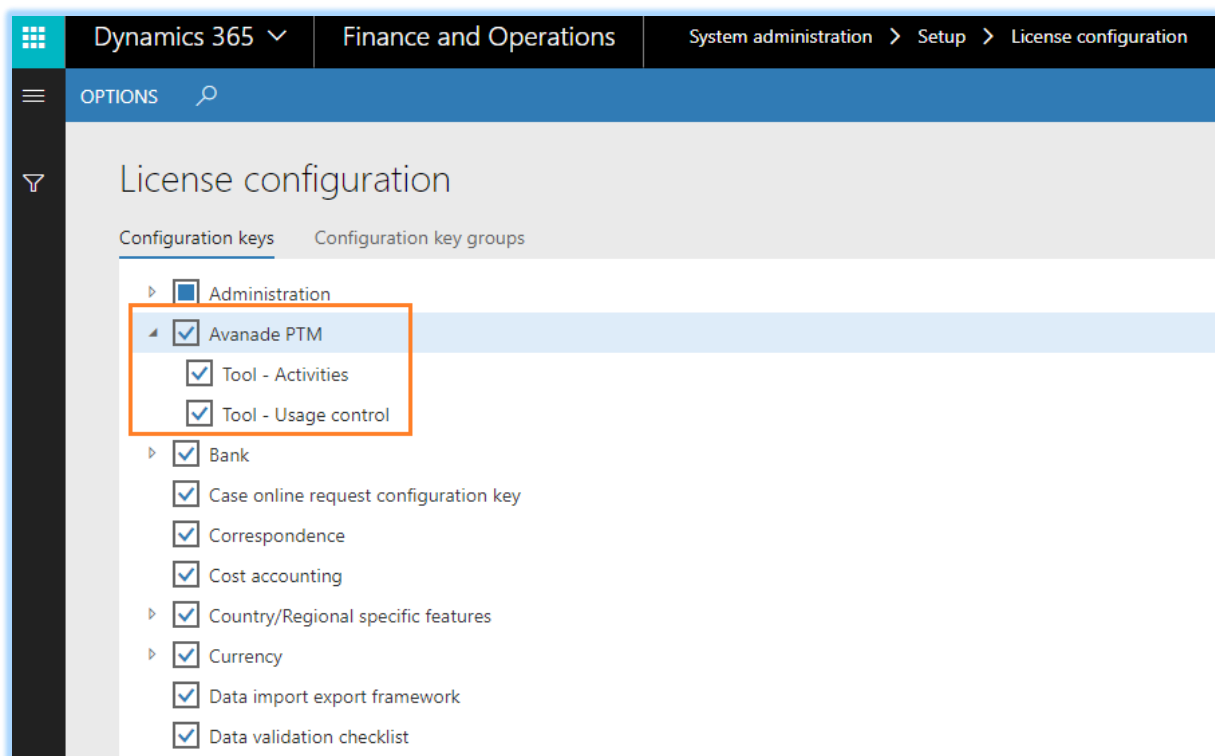 Dynamics 365 Finance and Operations System administration > Setup > License configuration
OPTIONS
License configuration
Configuration keys Configuration key groups
Administration
Avanade PTM
Tool - Activities
Tool - Usage control
Bank
Case online request configuration key
Correspondence
Cost accounting
Country/Regional specific features
Currency
Data import export framework
Data validation checklist